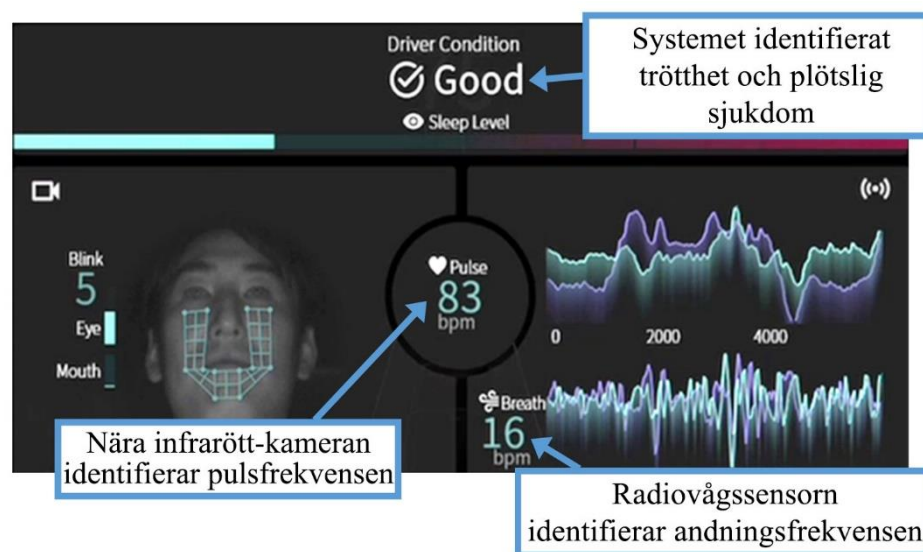 Driver Condition
Good
Sleep Level
Systemet identifierat
trötthet och plötslig
sjukdom
Blink
5
Eye
Mouth
Pulse
83
bpm
0 2000 4000
Breath
16
bpm
Nära infrarött-kameran
identifierar pulsfrekvensen
Radiovågssensorn
identifierar andningsfrekvensen